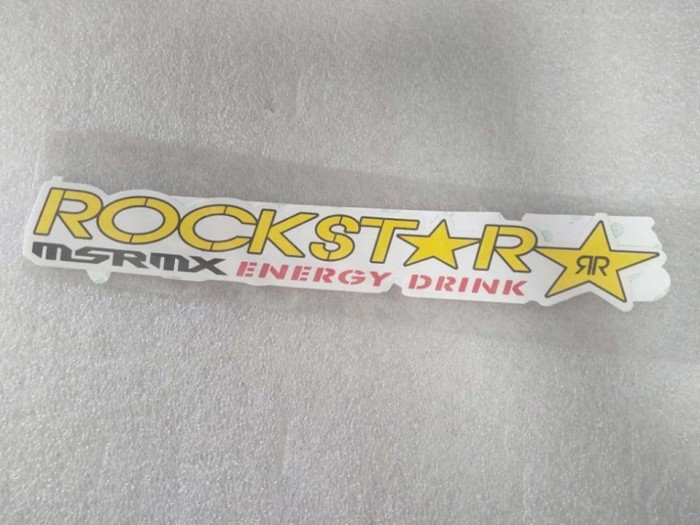 ROCKST★R
MSRMX ENERGY DRINK
RR